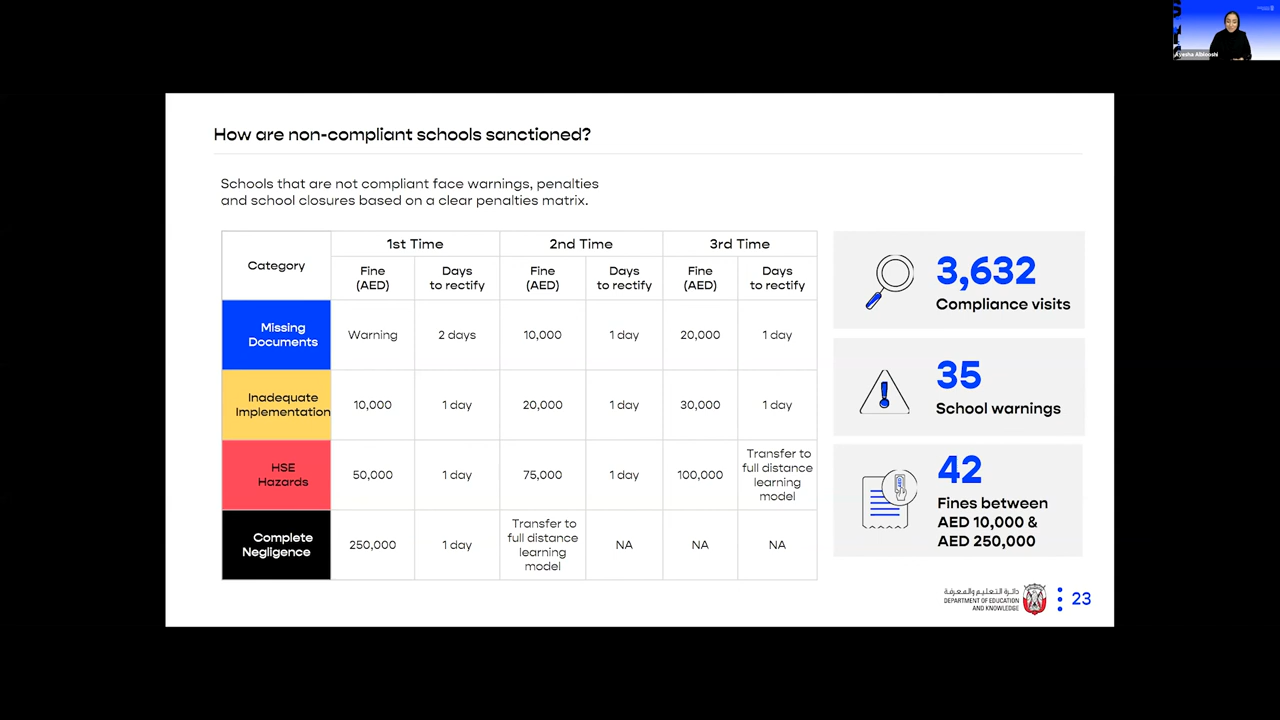 Ayesha Alblooshi
How are non-compliant schools sanctioned?
Schools that are not compliant face warnings, penalties
and school closures based on a clear penalties matrix.
Category
1st Time
2nd Time
3rd Time
Fine
(AED)
Days
to rectify
Fine
(AED)
Days
to rectify
Fine
(AED)
Days
to rectify
Missing
Documents
Warning
2 days
10,000
1 day
20,000
1 day
Inadequate
Implementation
10,000
1 day
20,000
1 day
30,000
1 day
HSE
Hazards
50,000
1 day
75,000
1 day
100,000
Transfer to
full distance
learning
model
Complete
Negligence
250,000
1 day
Transfer to
full distance
learning
model
NA
NA
NA
3,632
Compliance visits
35
School warnings
42
Fines between
AED 10,000 &
AED 250,000
دائرة التعليم والمعرفة
DEPARTMENT OF EDUCATION
AND KNOWLEDGE
23